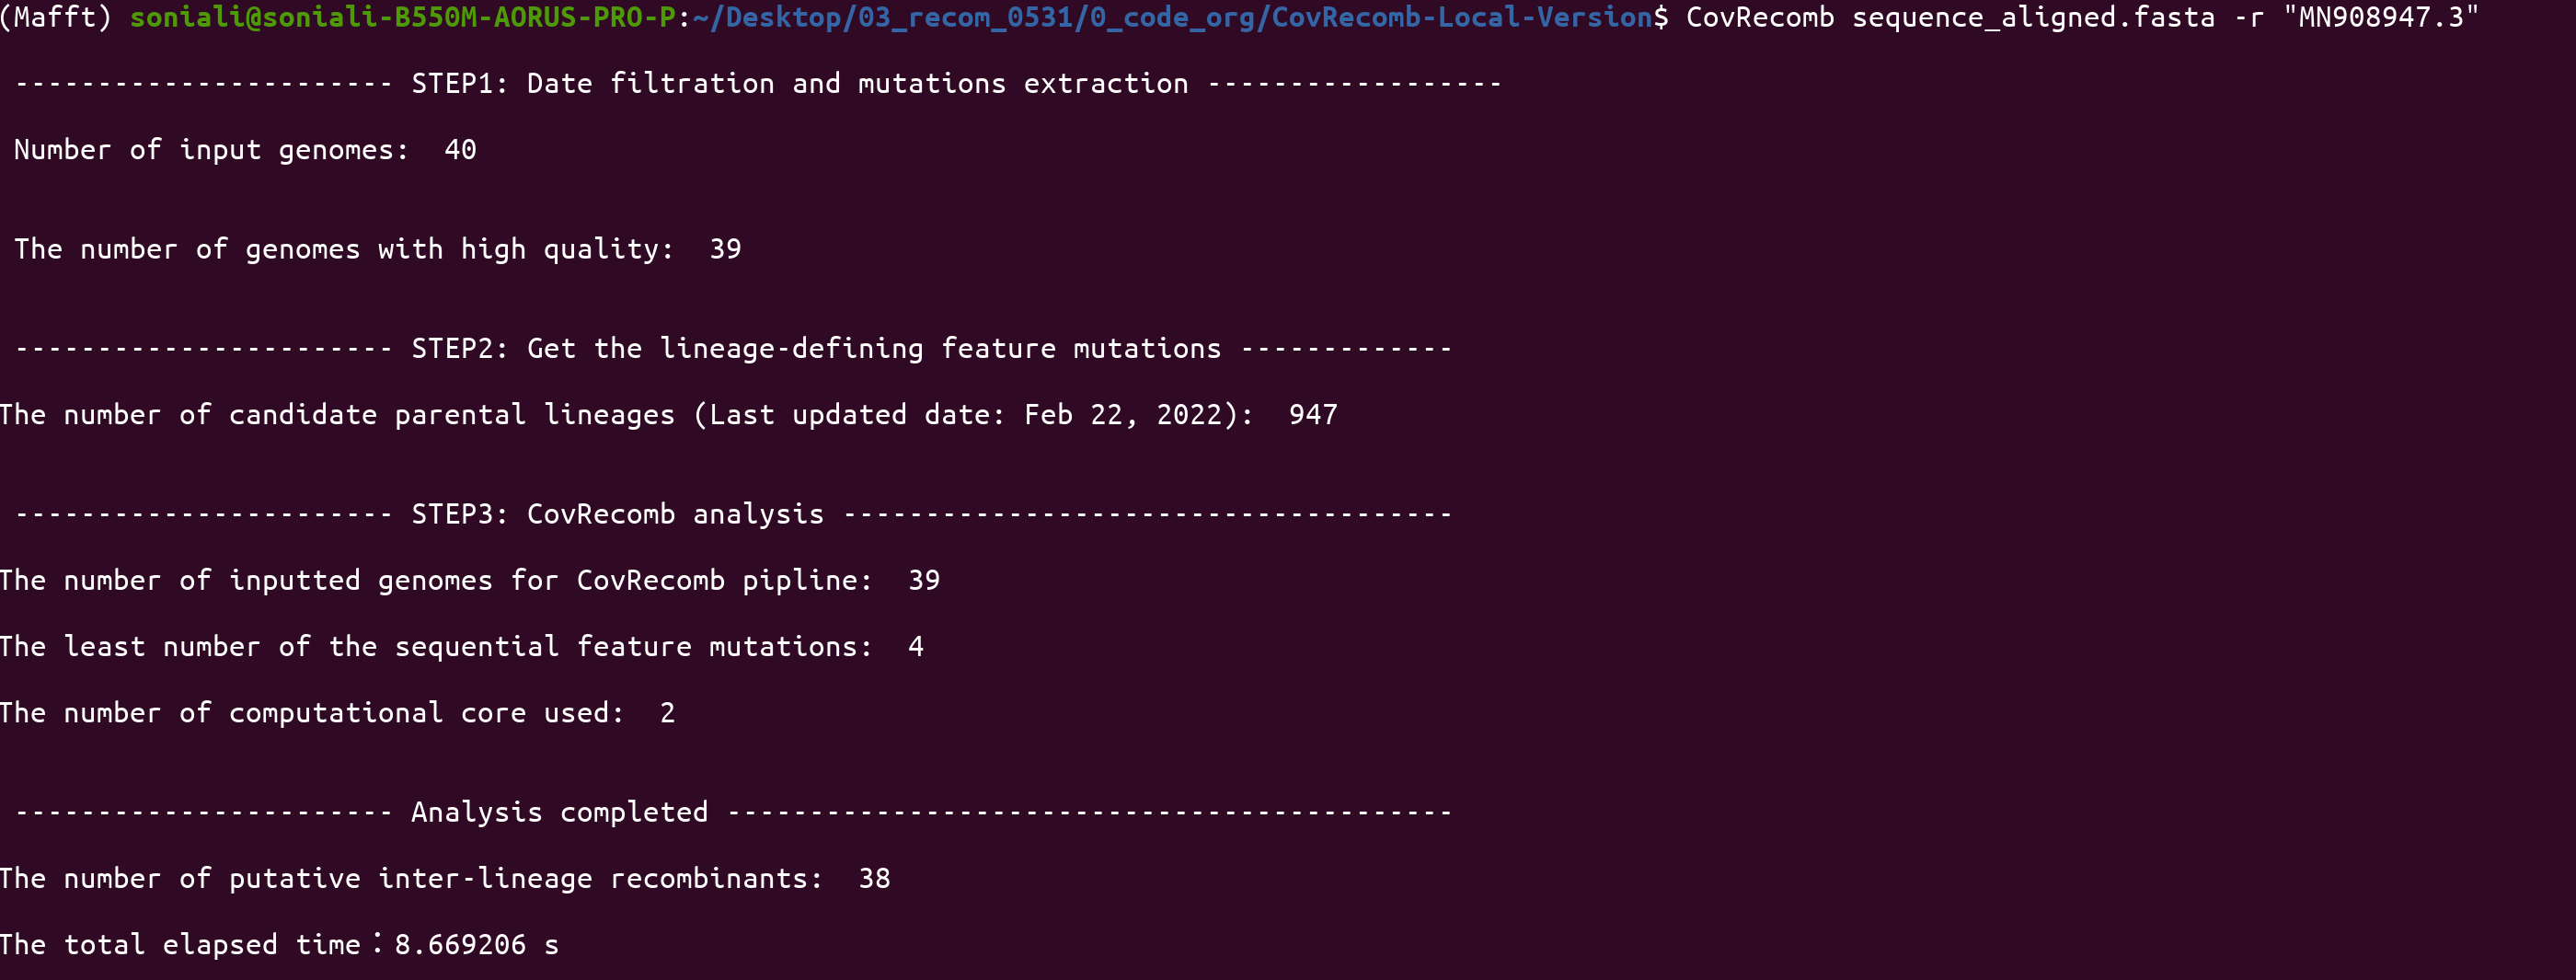 (Mafft) soniali@soniali-B550M-AORUS-PRO-P:~/Desktop/03_recom_0531/0_code_org/CovRecomb-Local-Version$ CovRecomb sequence_aligned.fasta -r "MN908947.3"
----------------------- STEP1: Date filtration and mutations extraction ------------------
Number of input genomes:  40
The number of genomes with high quality:  39
----------------------- STEP2: Get the lineage-defining feature mutations -------------
The number of candidate parental lineages (Last updated date: Feb 22, 2022):  947
----------------------- STEP3: CovRecomb analysis -------------------------------------
The number of inputted genomes for CovRecomb pipline:  39
The least number of the sequential feature mutations:  4
The number of computational core used:  2
----------------------- Analysis completed --------------------------------------------
The number of putative inter-lineage recombinants:  38
The total elapsed time：8.669206 s